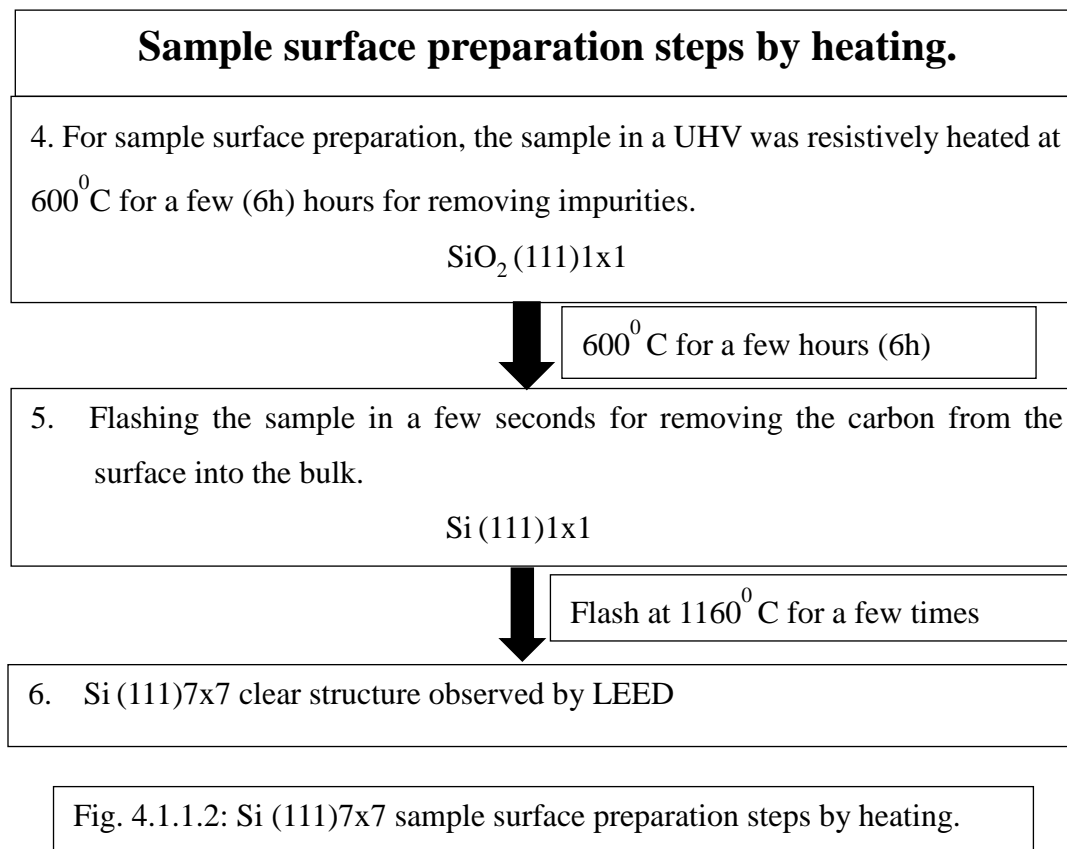 Sample surface preparation steps by heating.
4. For sample surface preparation, the sample in a UHV was resistively heated at
600⁰C for a few (6h) hours for removing impurities.
SiO₂ (111)1x1
600⁰ C for a few hours (6h)
5. Flashing the sample in a few seconds for removing the carbon from the
surface into the bulk.
Si (111)1x1
Flash at 1160⁰ C for a few times
6. Si (111)7x7 clear structure observed by LEED
Fig. 4.1.1.2: Si (111)7x7 sample surface preparation steps by heating.